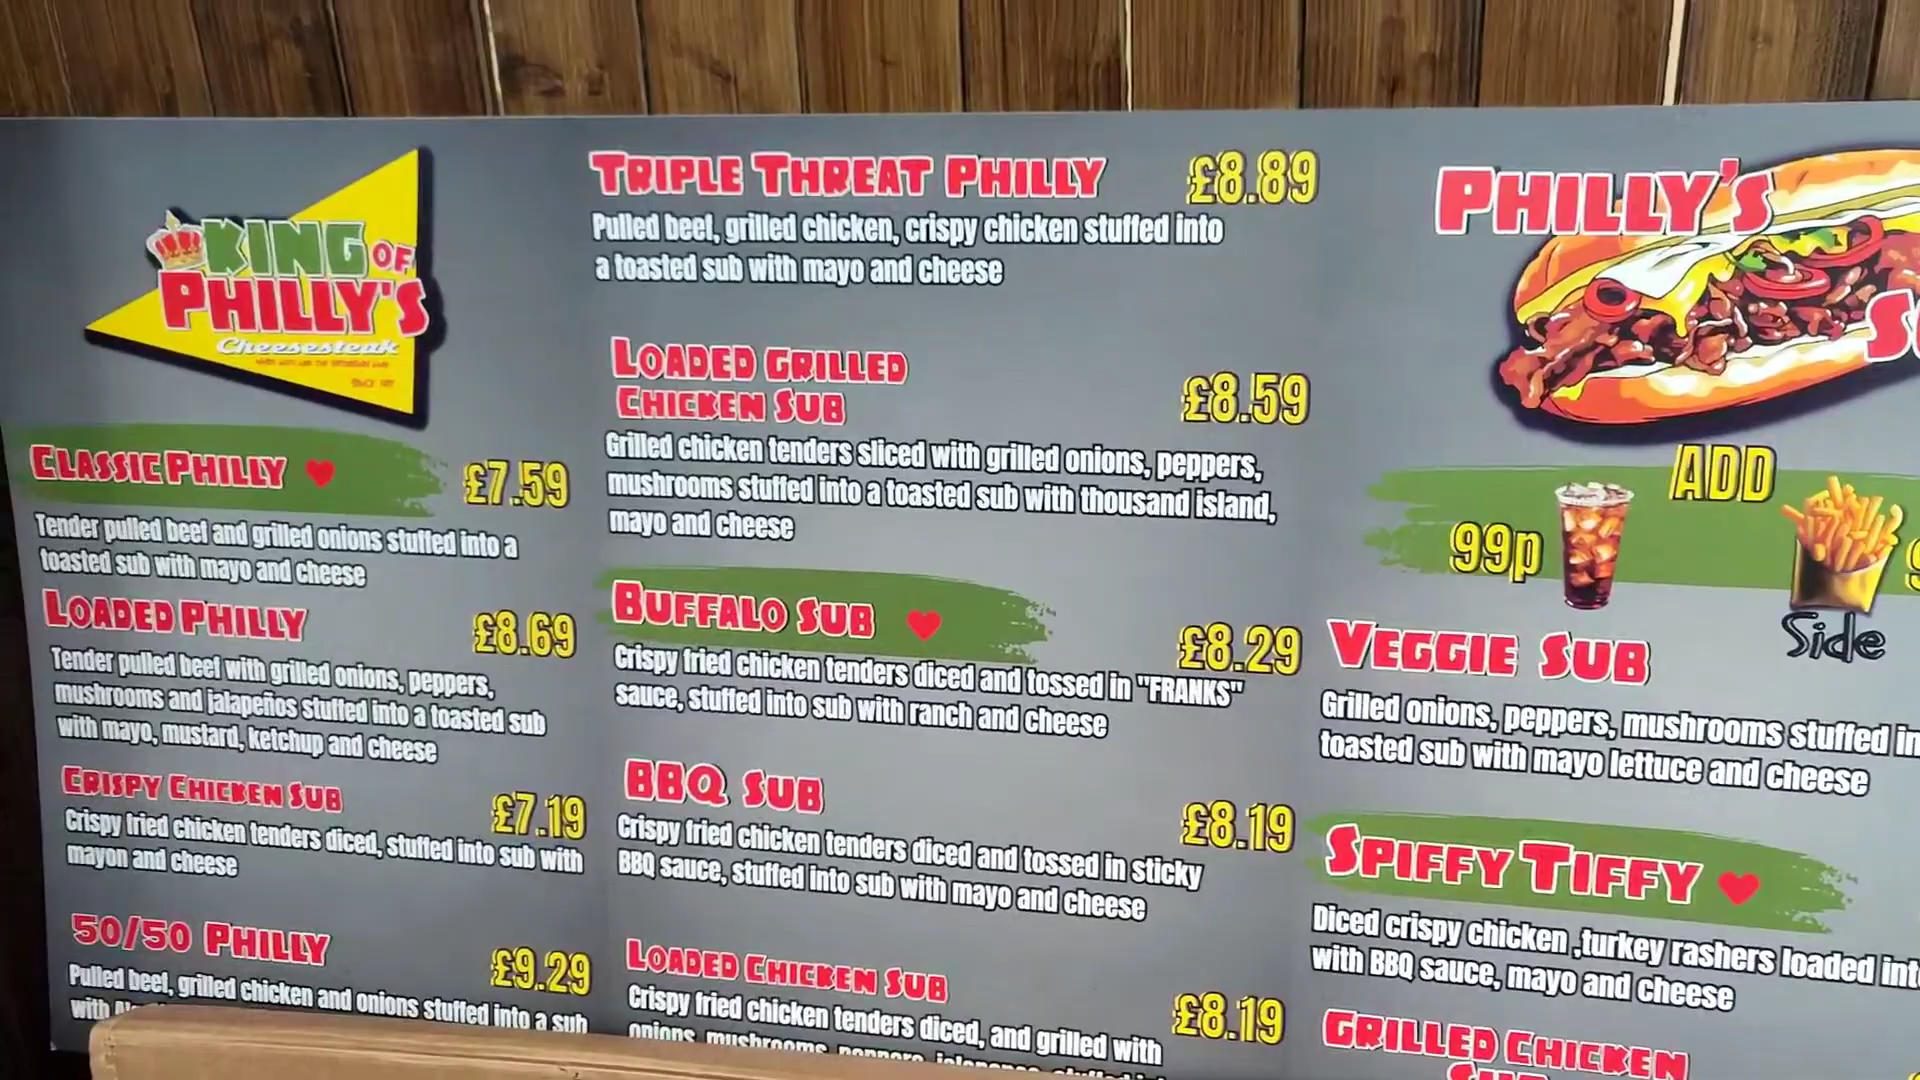 KING OF
PHILLY'S
Cheesesteak
CLASSIC PHILLY
£7.59
Tender pulled beef and grilled onions stuffed into a
toasted sub with mayo and cheese
LOADED PHILLY
£8.69
Tender pulled beef with grilled onions, peppers,
mushrooms and jalapeños stuffed into a toasted sub
with mayo, mustard, ketchup and cheese
CRISPY CHICKEN SUB
£7.19
Crispy fried chicken tenders diced, stuffed into sub with
mayon and cheese
50/50 PHILLY
£9.29
Pulled beef, grilled chicken and onions stuffed into a sub
with
TRIPLE THREAT PHILLY
£8.89
Pulled beef, grilled chicken, crispy chicken stuffed into
a toasted sub with mayo and cheese
LOADED GRILLED
CHICKEN SUB
£8.59
Grilled chicken tenders sliced with grilled onions, peppers,
mushrooms stuffed into a toasted sub with thousand island,
mayo and cheese
BUFFALO SUB
£8.29
Crispy fried chicken tenders diced and tossed in "FRANKS"
sauce, stuffed into sub with ranch and cheese
BBQ SUB
£8.19
Crispy fried chicken tenders diced and tossed in sticky
BBQ sauce, stuffed into sub with mayo and cheese
LOADED CHICKEN SUB
£8.19
Crispy fried chicken tenders diced, and grilled with
onions, mushrooms, peppers,
PHILLY'S
ADD
99p
Side
VEGGIE SUB
Grilled onions, peppers, mushrooms stuffed in
toasted sub with mayo lettuce and cheese
SPIFFY TIFFY
Diced crispy chicken ,turkey rashers loaded int
with BBQ sauce, mayo and cheese
GRILLED CHICKEN